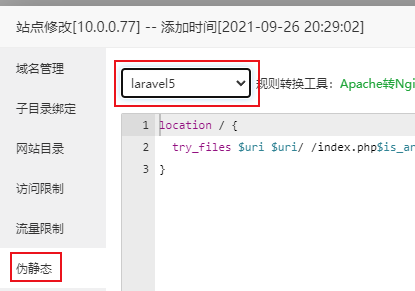 站点修改[10.0.0.77] -- 添加时间[2021-09-26 20:29:02]
域名管理
子目录绑定
网站目录
访问限制
流量限制
伪静态
laravel5
规则转换工具：Apache转Ngi
1 location / {
2 try_files $uri $uri/ /index.php$is_ar
3 }